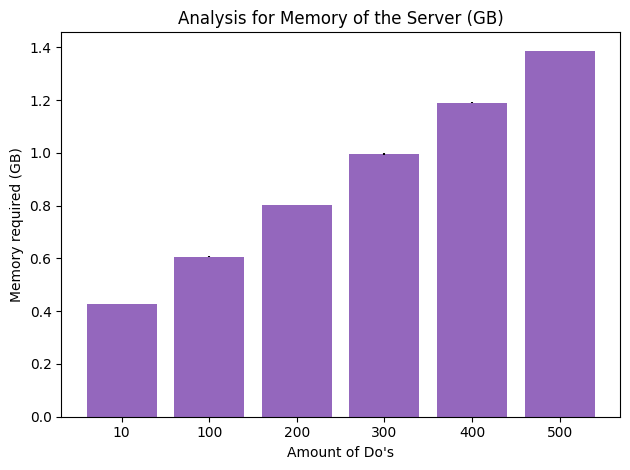 Analysis for Memory of the Server (GB)
Memory required (GB)
1.4
1.2
1.0
0.8
0.6
0.4
0.2
0.0
10 100 200 300 400 500
Amount of Do's